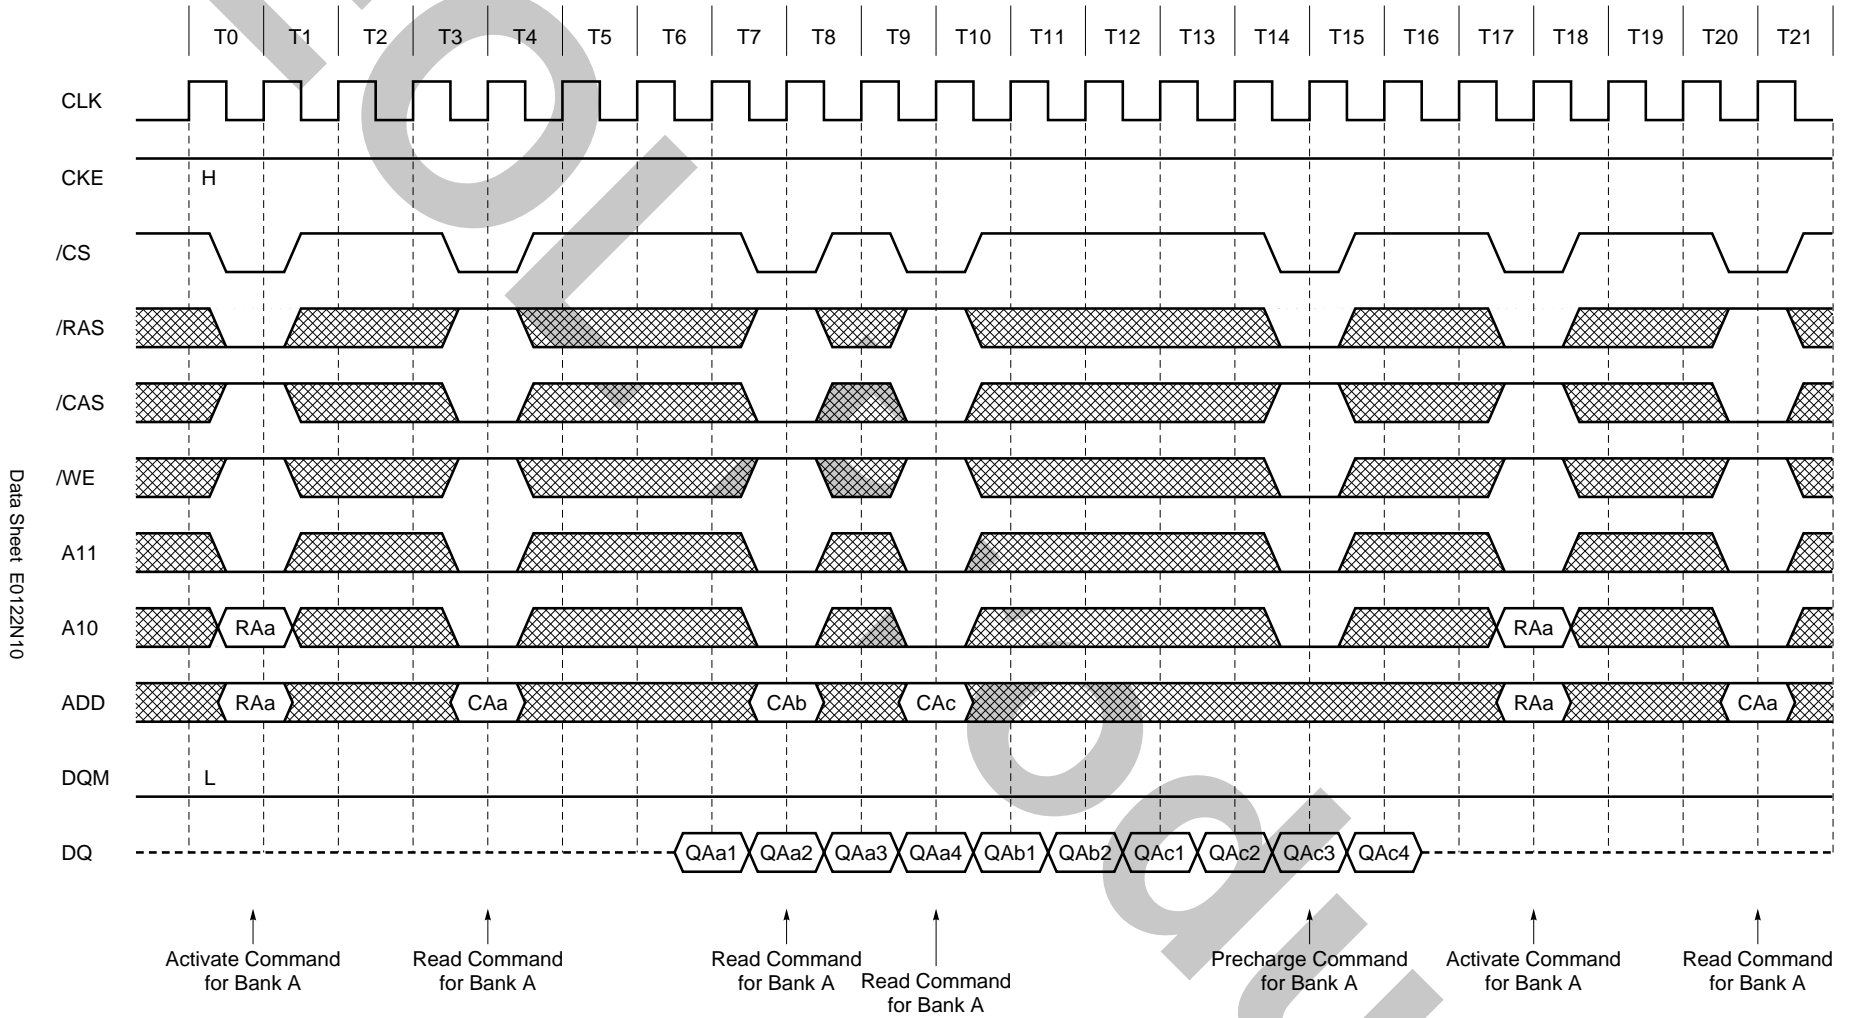 T0 T1 T2 T3 T4 T5 T6 T7 T8 T9 T10 T11 T12 T13 T14 T15 T16 T17 T18 T19 T20 T21
CLK
CKE H
/CS
/RAS
/CAS
/WE
A11
A10 RAa RAa
ADD RAa CAa CAb CAc RAa CAa
DQM L
DQ QAa1 QAa2 QAa3 QAa4 QAb1 QAb2 QAc1 QAc2 QAc3 QAc4
Activate Command
for Bank A
Read Command
for Bank A
Read Command
for Bank A
Read Command
for Bank A
Precharge Command
for Bank A
Activate Command
for Bank A
Read Command
for Bank A
Data Sheet E0122N10